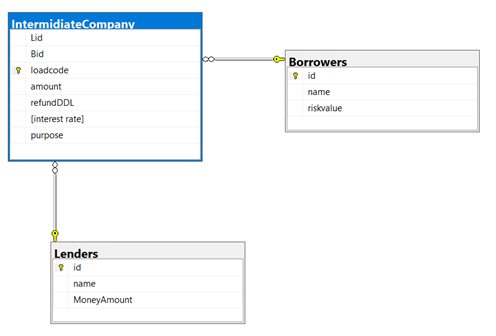 IntermidiateCompany
Lid
Bid
loadcode
amount
refundDDL
[interest rate]
purpose
Borrowers
id
name
riskvalue
Lenders
id
name
MoneyAmount